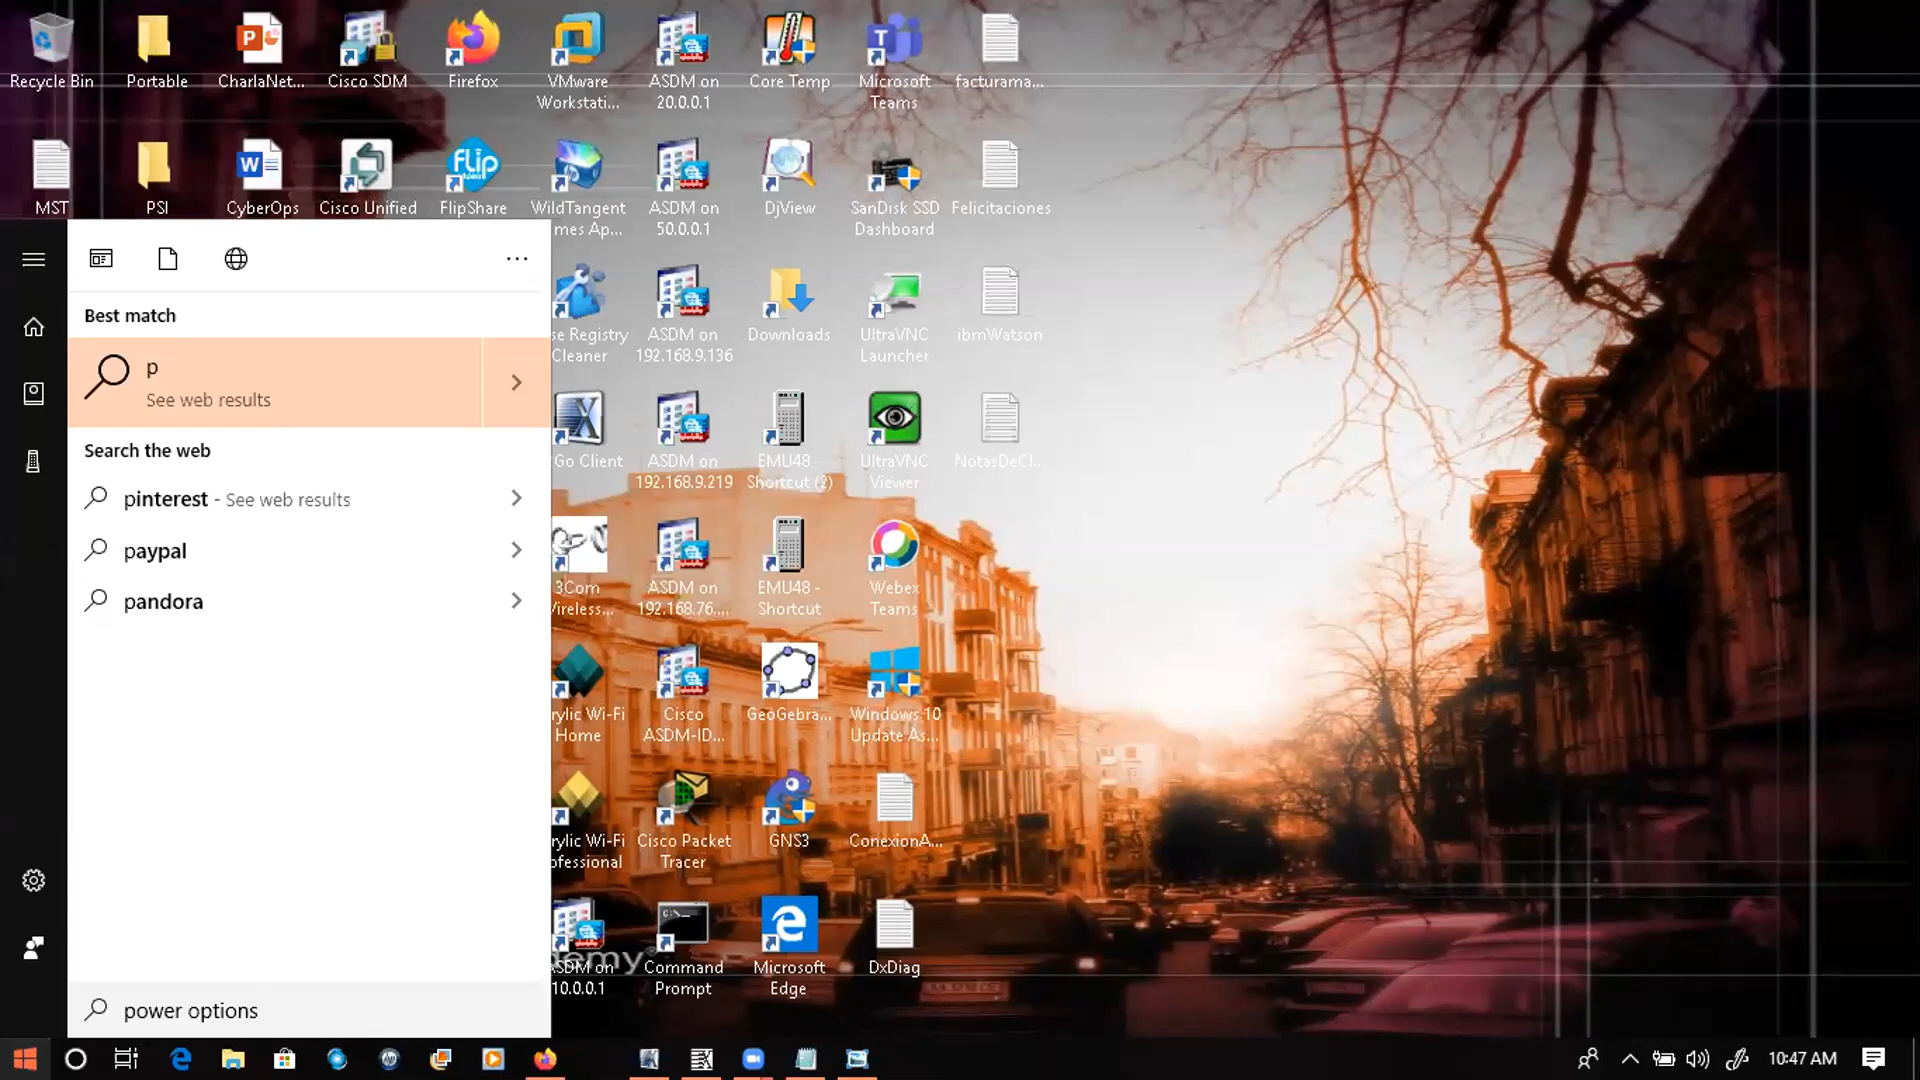 Recycle Bin
Portable
CharlaNet...
Cisco SDM
Firefox
VMware
Workstati...
ASDM on
20.0.0.1
Core Temp
Microsoft
Teams
facturama...
MST
PSI
CyberOps
Cisco Unified
FlipShare
WildTangent
mes Ap...
ASDM on
50.0.0.1
DjView
SanDisk SSD
Dashboard
Felicitaciones
se Registry
Cleaner
ASDM on
192.168.9.136
Downloads
UltraVNC
Launcher
ibmWatson
Go Client
ASDM on
192.168.9.219
EMU48 -
Shortcut (2)
UltraVNC
Viewer
NotasDeCl...
3Com
Wireless...
ASDM on
192.168.76....
EMU48 -
Shortcut
Webex
Teams
rylic Wi-Fi
Home
Cisco
ASDM-ID...
GeoGebra...
Windows 10
Update As...
rylic Wi-Fi
ofessional
Cisco Packet
Tracer
GNS3
ConexionA...
ASDM on
10.0.0.1
Command
Prompt
Microsoft
Edge
DxDiag
demy
Best match
p
See web results
Search the web
pinterest - See web results
paypal
pandora
power options
10:47 AM